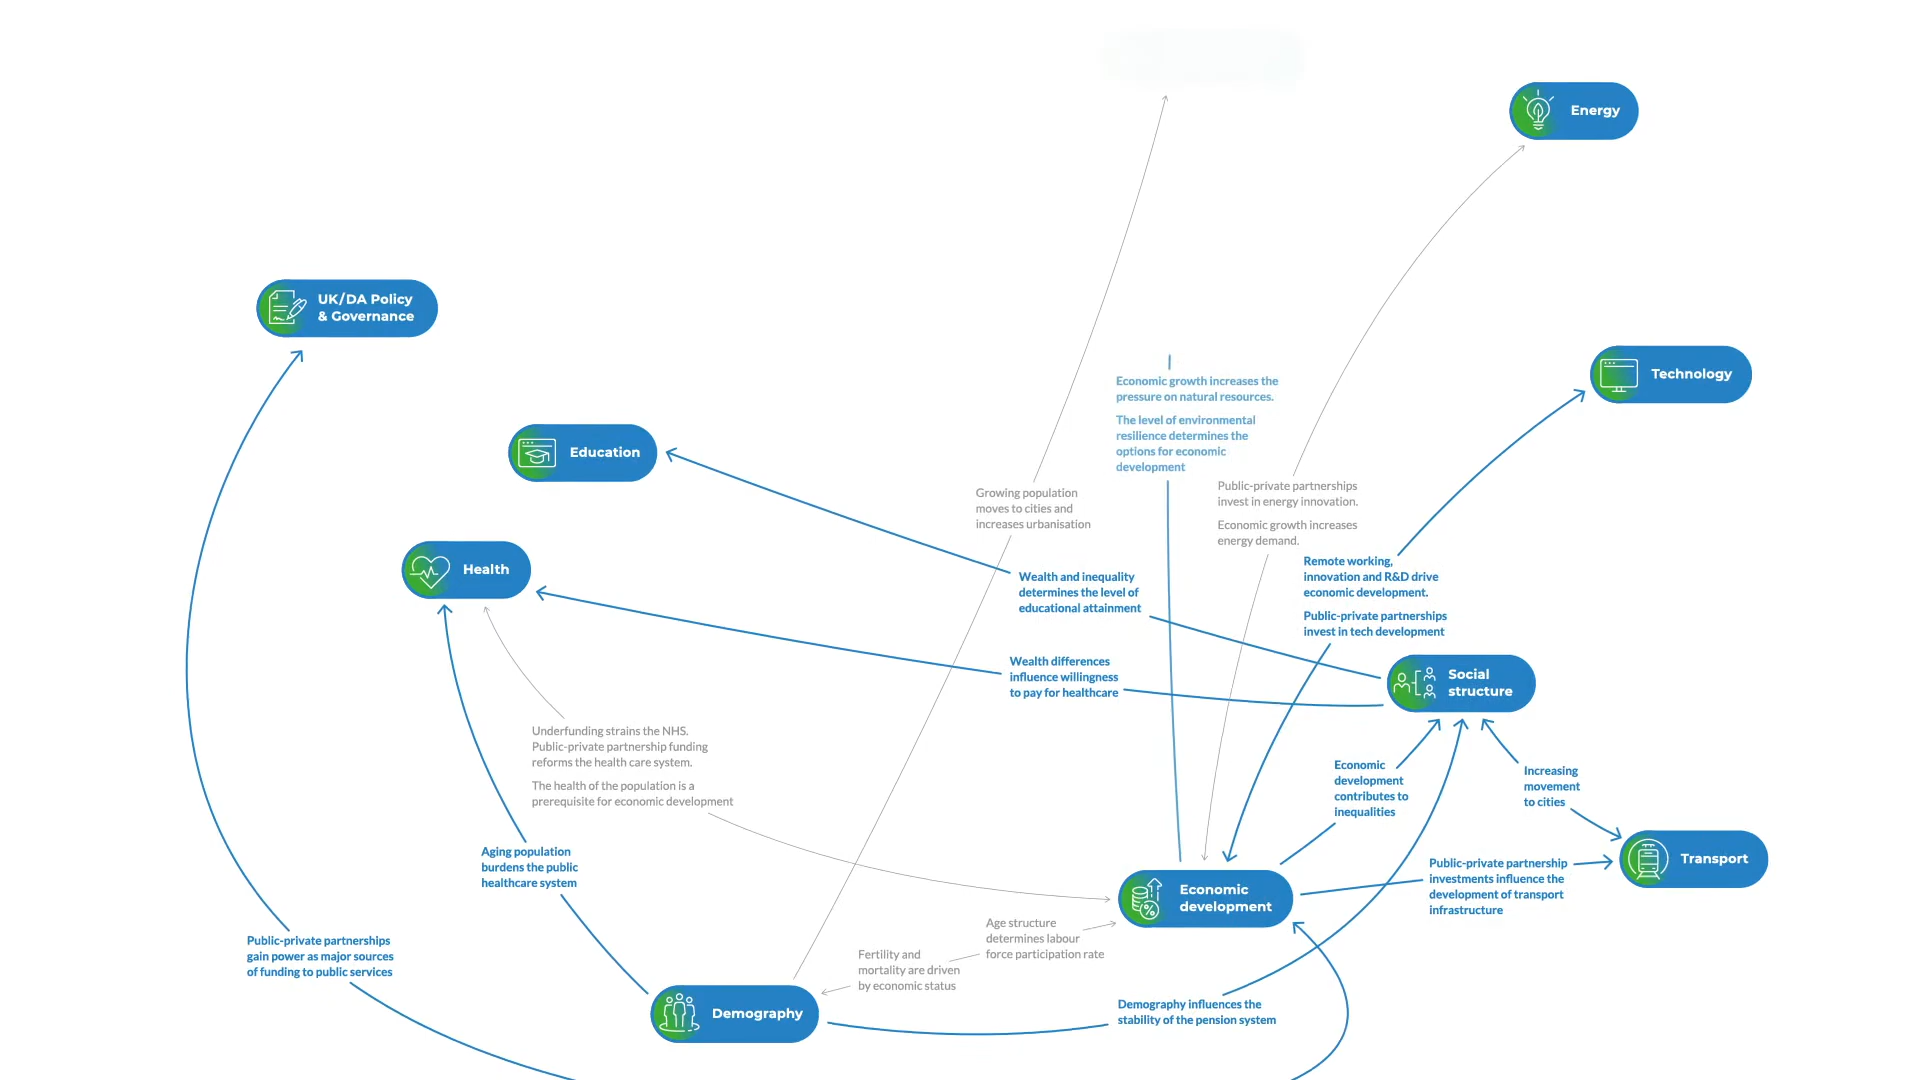 Energy
UK/DA Policy
& Governance
Technology
Economic growth increases the
pressure on natural resources.
The level of environmental
resilience determines the
options for economic
development
Education
Growing population
moves to cities and
increases urbanisation
Public-private partnerships
invest in energy innovation.
Economic growth increases
energy demand.
Health
Remote working,
innovation and R&D drive
economic development.
Public-private partnerships
invest in tech development
Wealth and inequality
determines the level of
educational attainment
Wealth differences
influence willingness
to pay for healthcare
Social
structure
Underfunding strains the NHS.
Public-private partnership funding
reforms the health care system.
The health of the population is a
prerequisite for economic development
Economic
development
contributes to
inequalities
Increasing
movement
to cities
Aging population
burdens the public
healthcare system
Public-private partnership
investments influence the
development of transport
infrastructure
Transport
Economic
development
Age structure
determines labour
force participation rate
Fertility and
mortality are driven
by economic status
Public-private partnerships
gain power as major sources
of funding to public services
Demography
Demography influences the
stability of the pension system